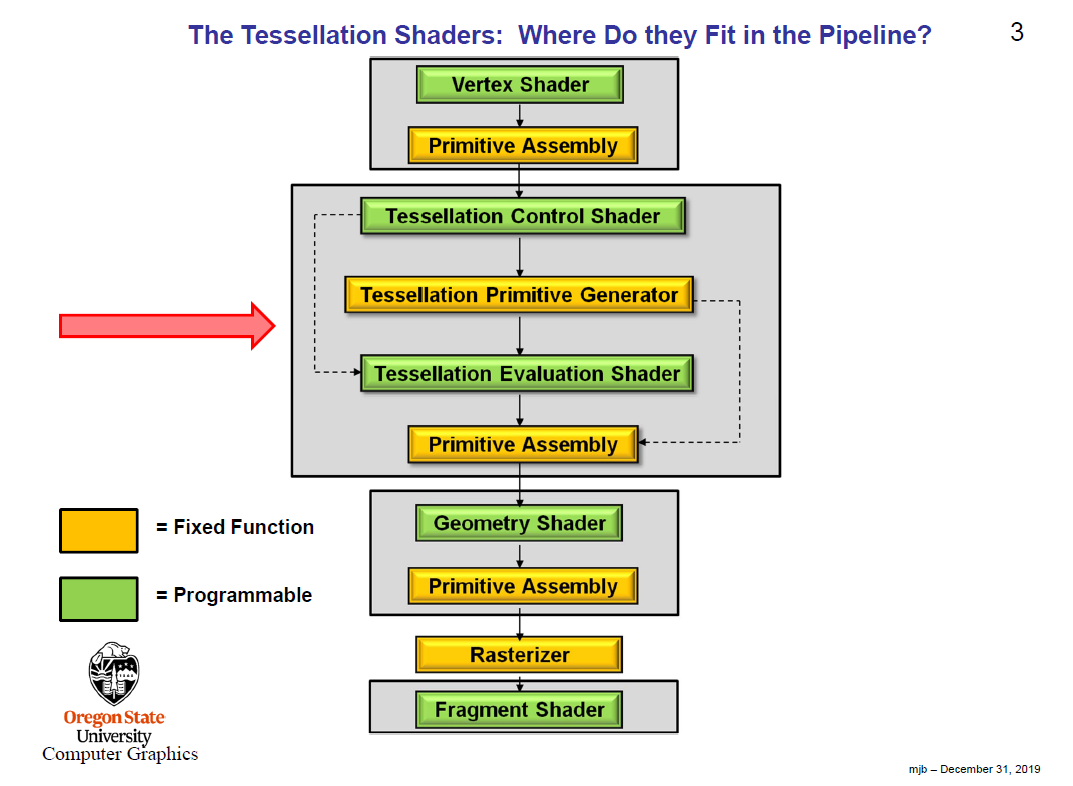 The Tessellation Shaders:  Where Do they Fit in the Pipeline?
3
Vertex Shader
Primitive Assembly
Tessellation Control Shader
Tessellation Primitive Generator
Tessellation Evaluation Shader
Primitive Assembly
Geometry Shader
Primitive Assembly
Rasterizer
Fragment Shader
= Fixed Function
= Programmable
Oregon State
University
Computer Graphics
mjb – December 31, 2019